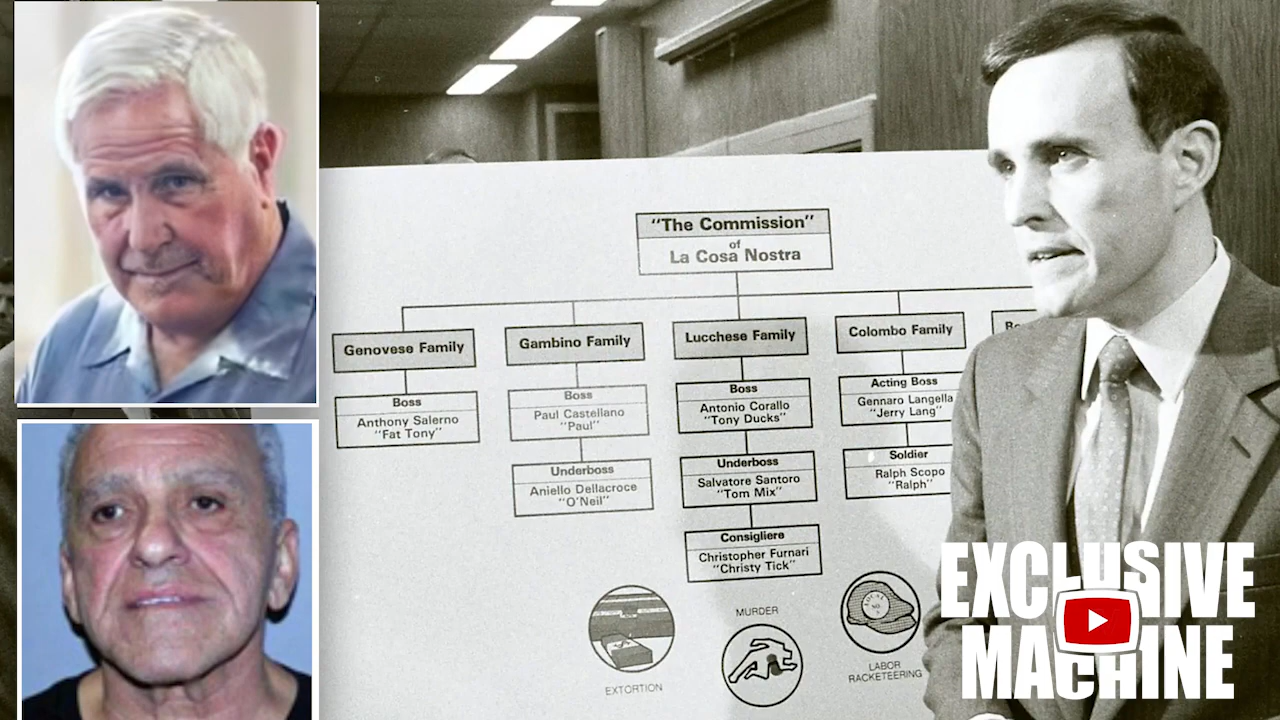 "The Commission"
of
La Cosa Nostra
Genovese Family
Gambino Family
Lucchese Family
Colombo Family
Boss
Anthony Salerno
"Fat Tony"
Boss
Paul Castellano
"Paul"
Underboss
Aniello Dellacroce
"O'Neil"
Boss
Antonio Corallo
"Tony Ducks"
Underboss
Salvatore Santoro
"Tom Mix"
Consigliere
Christopher Furnari
"Christy Tick"
Acting Boss
Gennaro Langella
"Jerry Lang"
Soldier
Ralph Scopo
"Ralph"
EXTORTION
MURDER
LABOR
RACKETEERING
EXCLUSIVE
MACHINE